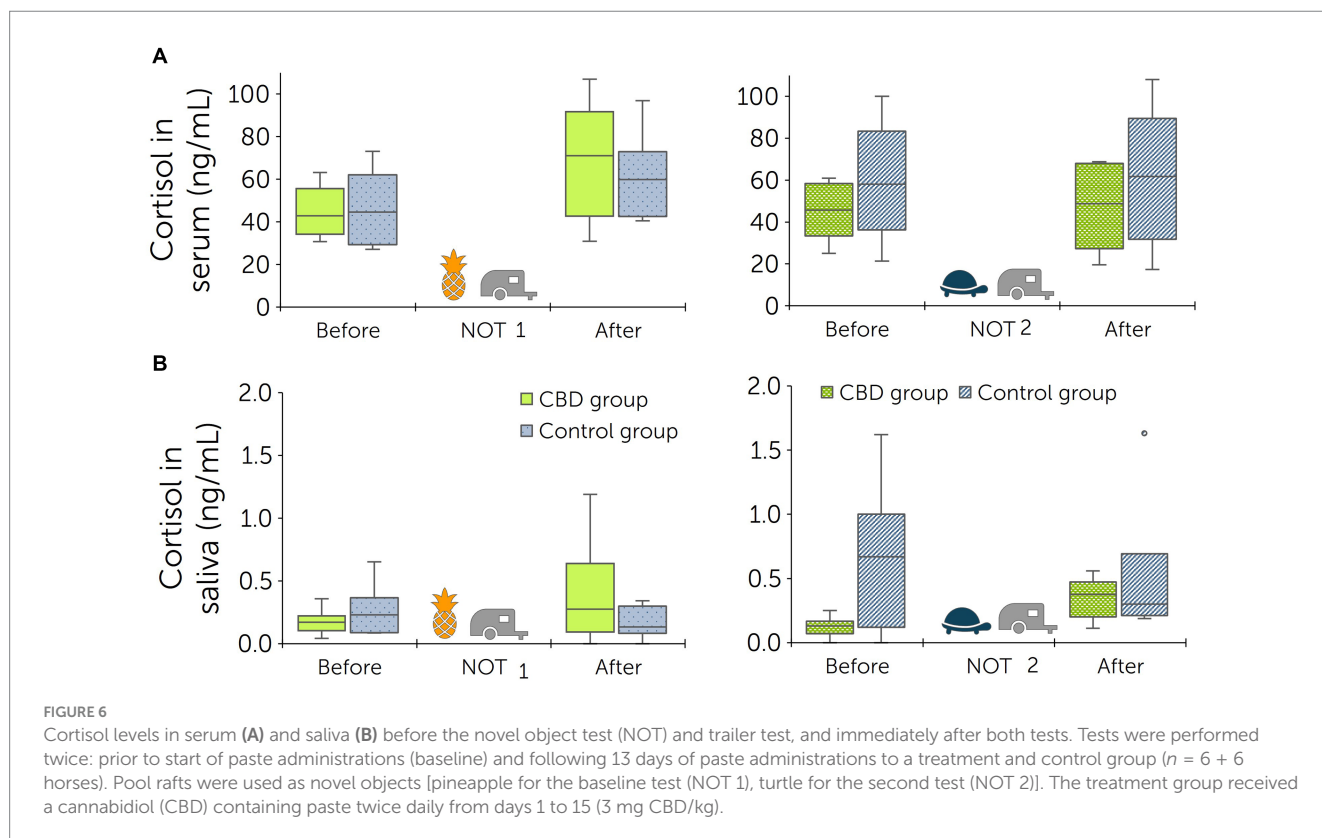 A
Cortisol in
serum (ng/mL)
100
80
60
40
20
0
Before
NOT 1
After
100
80
60
40
20
0
Before
NOT 2
After
B
Cortisol in
saliva (ng/mL)
2.0
1.5
1.0
0.5
0.0
CBD group
Control group
Before
NOT 1
After
2.0
1.5
1.0
0.5
0.0
CBD group
Control group
Before
NOT 2
After
FIGURE 6
Cortisol levels in serum (A) and saliva (B) before the novel object test (NOT) and trailer test, and immediately after both tests. Tests were performed
twice: prior to start of paste administrations (baseline) and following 13 days of paste administrations to a treatment and control group (n = 6 + 6
horses). Pool rafts were used as novel objects [pineapple for the baseline test (NOT 1), turtle for the second test (NOT 2)]. The treatment group received
a cannabidiol (CBD) containing paste twice daily from days 1 to 15 (3 mg CBD/kg).